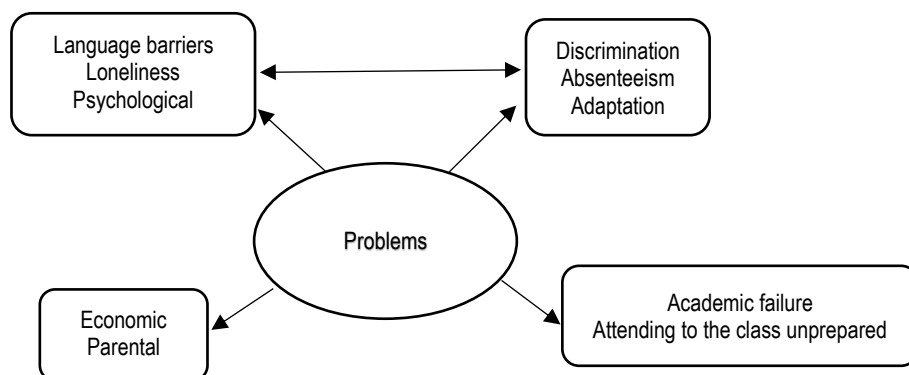 Language barriers
Loneliness
Psychological
Discrimination
Absenteeism
Adaptation
Problems
Economic
Parental
Academic failure
Attending to the class unprepared